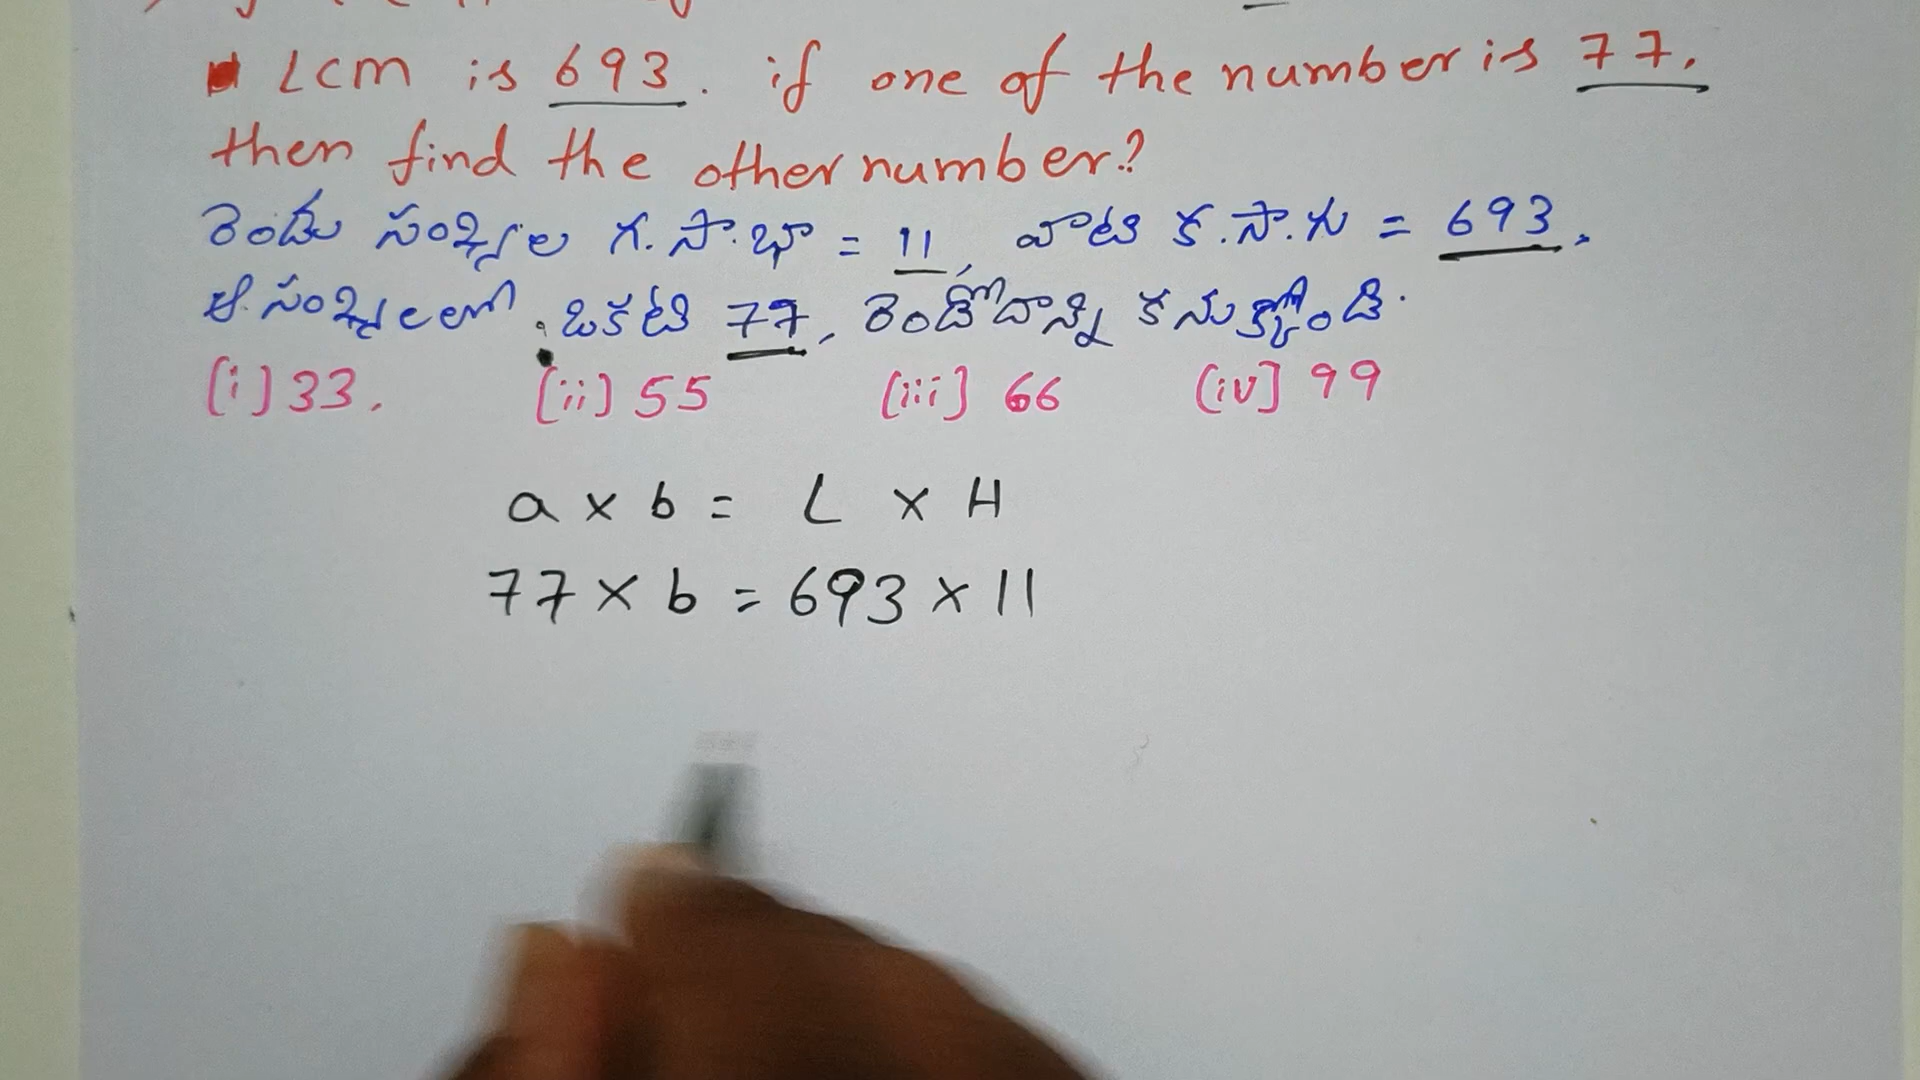 LCM is 693. if one of the number is 77.
then find the other number?
రెండు సంఖ్యల గ.సా.భా = 11, వాటి క.సా.గు = 693.
ఆ సంఖ్యలలో ఒకటి 77, రెండోదాన్ని కనుక్కోండి.
(i) 33. (ii) 55 (iii) 66 (iv) 99
a × b = L × H
77 × b = 693 × 11